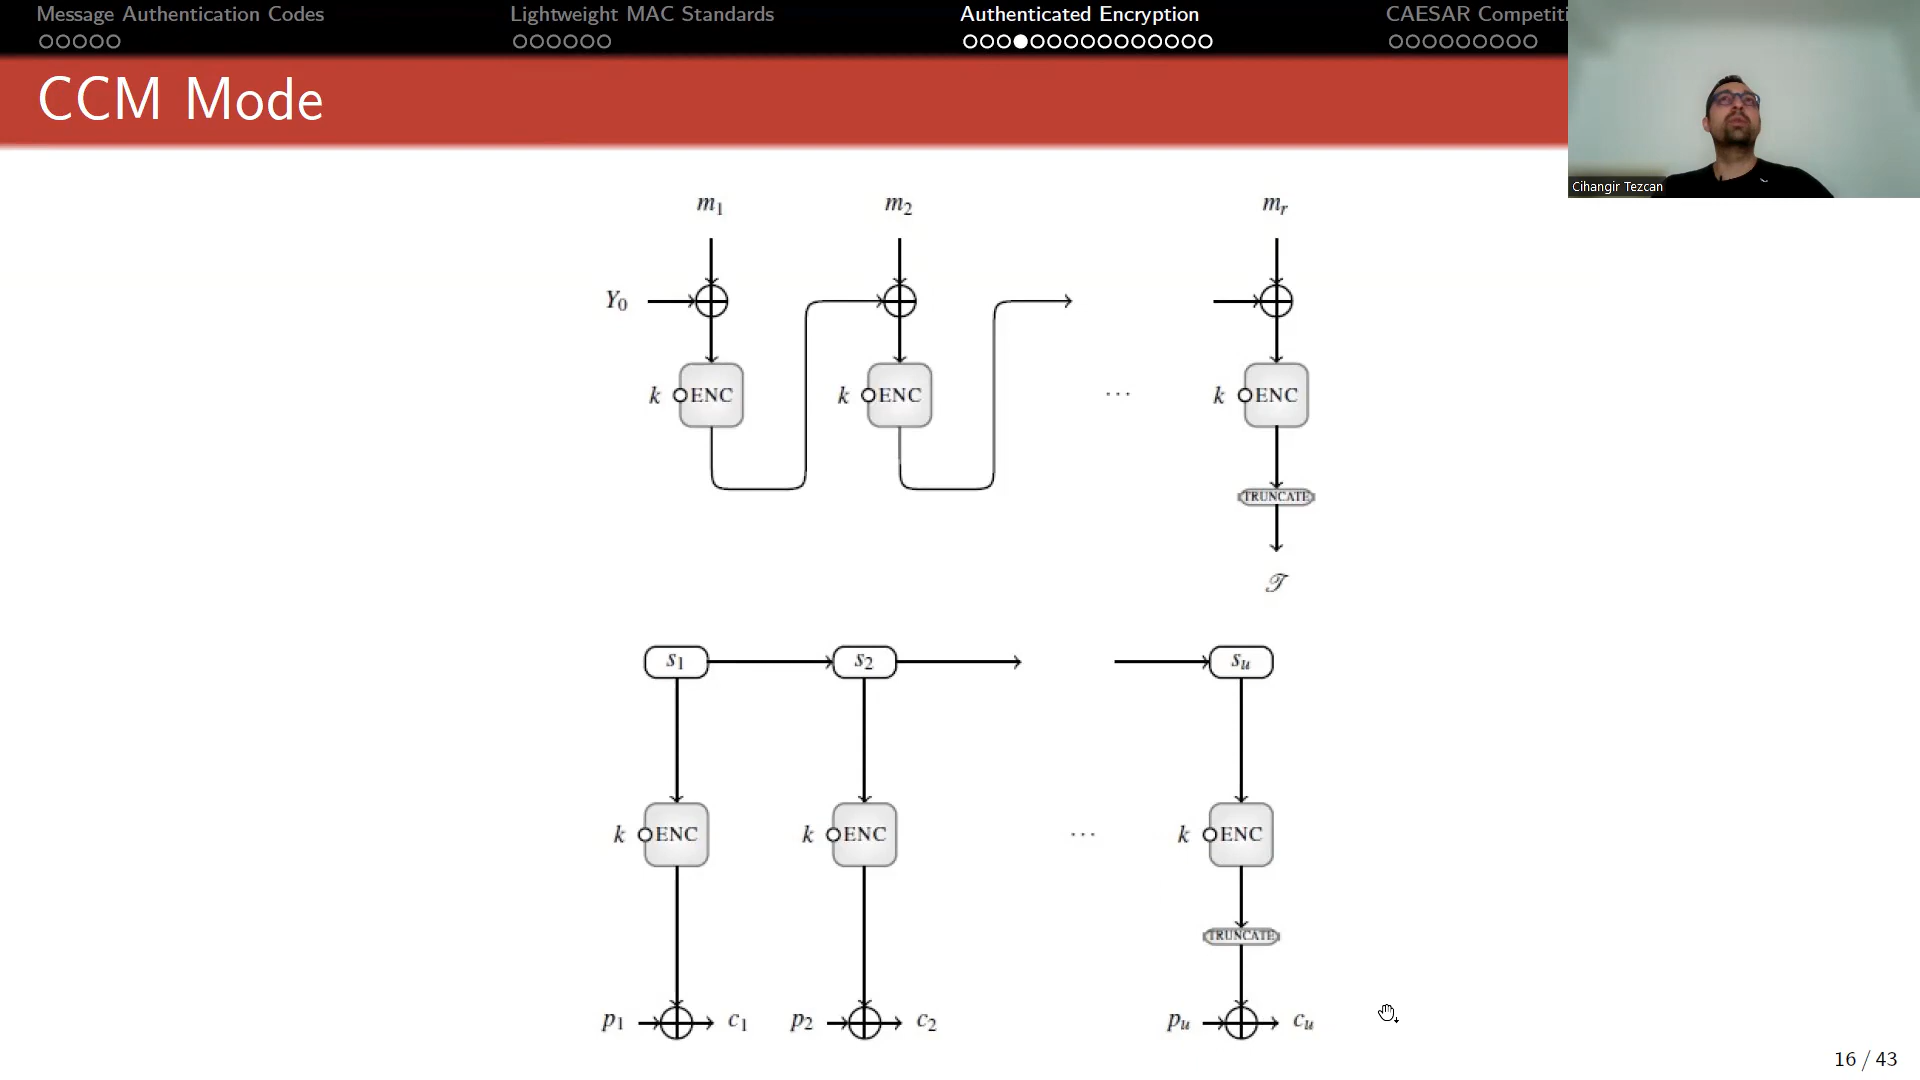 Message Authentication Codes Lightweight MAC Standards Authenticated Encryption CAESAR Competiti
CCM Mode
Cihangir Tezcan
m1 m2 mr
Y0
k ENC k ENC ... k ENC
TRUNCATE
𝒯
s1 s2 su
k ENC k ENC ... k ENC
TRUNCATE
p1 c1 p2 c2 pu cu
16 / 43